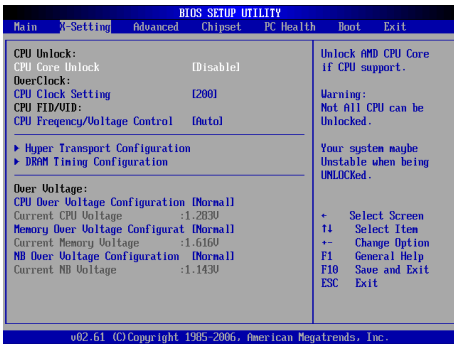 BIOS SETUP UTILITY
Main X-Setting Advanced Chipset PC Health Boot Exit
CPU Unlock:
CPU Core Unlock [Disable]
OverClock:
CPU Clock Setting [200]
CPU FID/VID:
CPU Freqency/Voltage Control [Auto]
Hyper Transport Configuration
DRAM Timing Configuration
Over Voltage:
CPU Over Voltage Configuration [Normal]
Current CPU Voltage :1.283V
Memory Over Voltage Configurat [Normal]
Current Memory Voltage :1.616V
NB Over Voltage Configuration [Normal]
Current NB Voltage :1.143V
Unlock AMD CPU Core
if CPU support.
Warning:
Not All CPU can be
Unlocked.
Your system maybe
Unstable when being
UNLOCKed.
← Select Screen
↑↓ Select Item
+- Change Option
F1 General Help
F10 Save and Exit
ESC Exit
v02.61 (C)Copyright 1985-2006, American Megatrends, Inc.